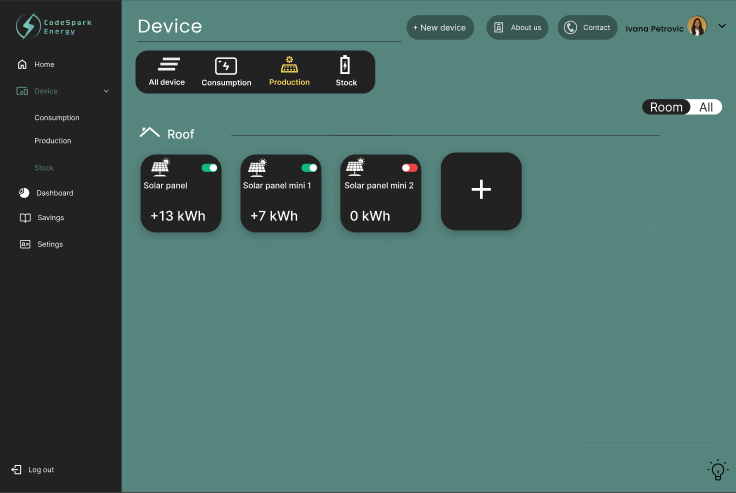 CodeSpark
Energy
Home
Device
Consumption
Production
Stock
Dashboard
Savings
Setings
Log out
Device
+ New device
About us
Contact
Ivana Petrovic
All device
Consumption
Production
Stock
Room
All
Roof
Solar panel
+13 kWh
Solar panel mini 1
+7 kWh
Solar panel mini 2
0 kWh
+